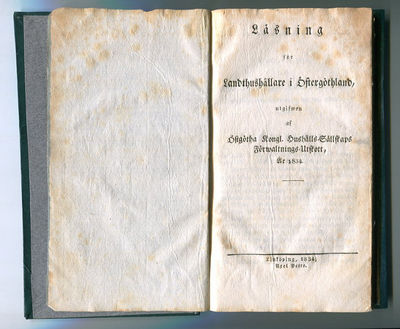 Läsning
för
Landthushållare i Östergöthland,
utgifwen
af
Östgötha Kongl. Hushålls-Sällskaps
Förwaltnings-Utskott,
År 1834.
Linköping, 1834,
Axel Petre.